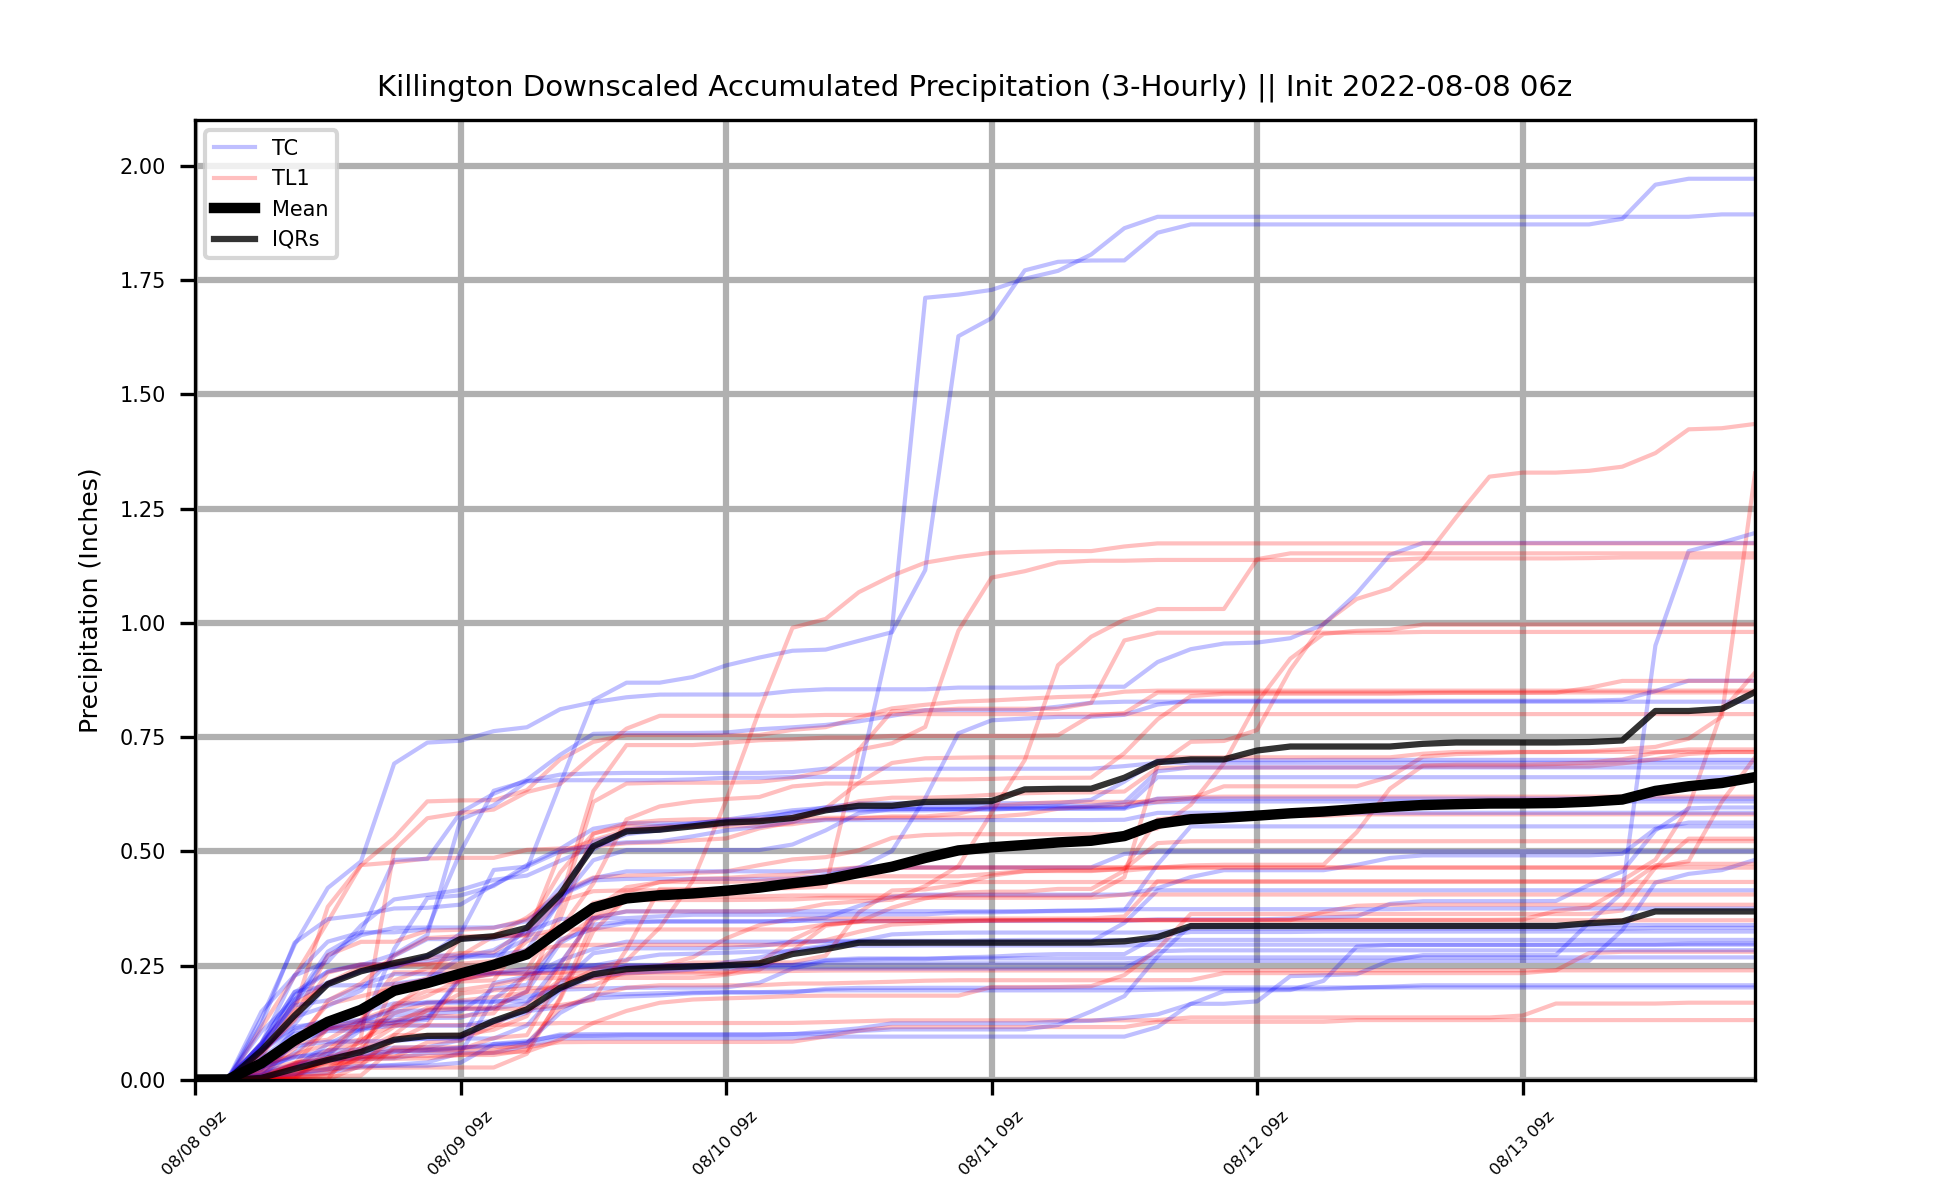 Killington Downscaled Accumulated Precipitation (3-Hourly) || Init 2022-08-08 06z
TC
TL1
Mean
IQRs
Precipitation (Inches)
2.00
1.75
1.50
1.25
1.00
0.75
0.50
0.25
0.00
08/08 09z
08/09 09z
08/10 09z
08/11 09z
08/12 09z
08/13 09z